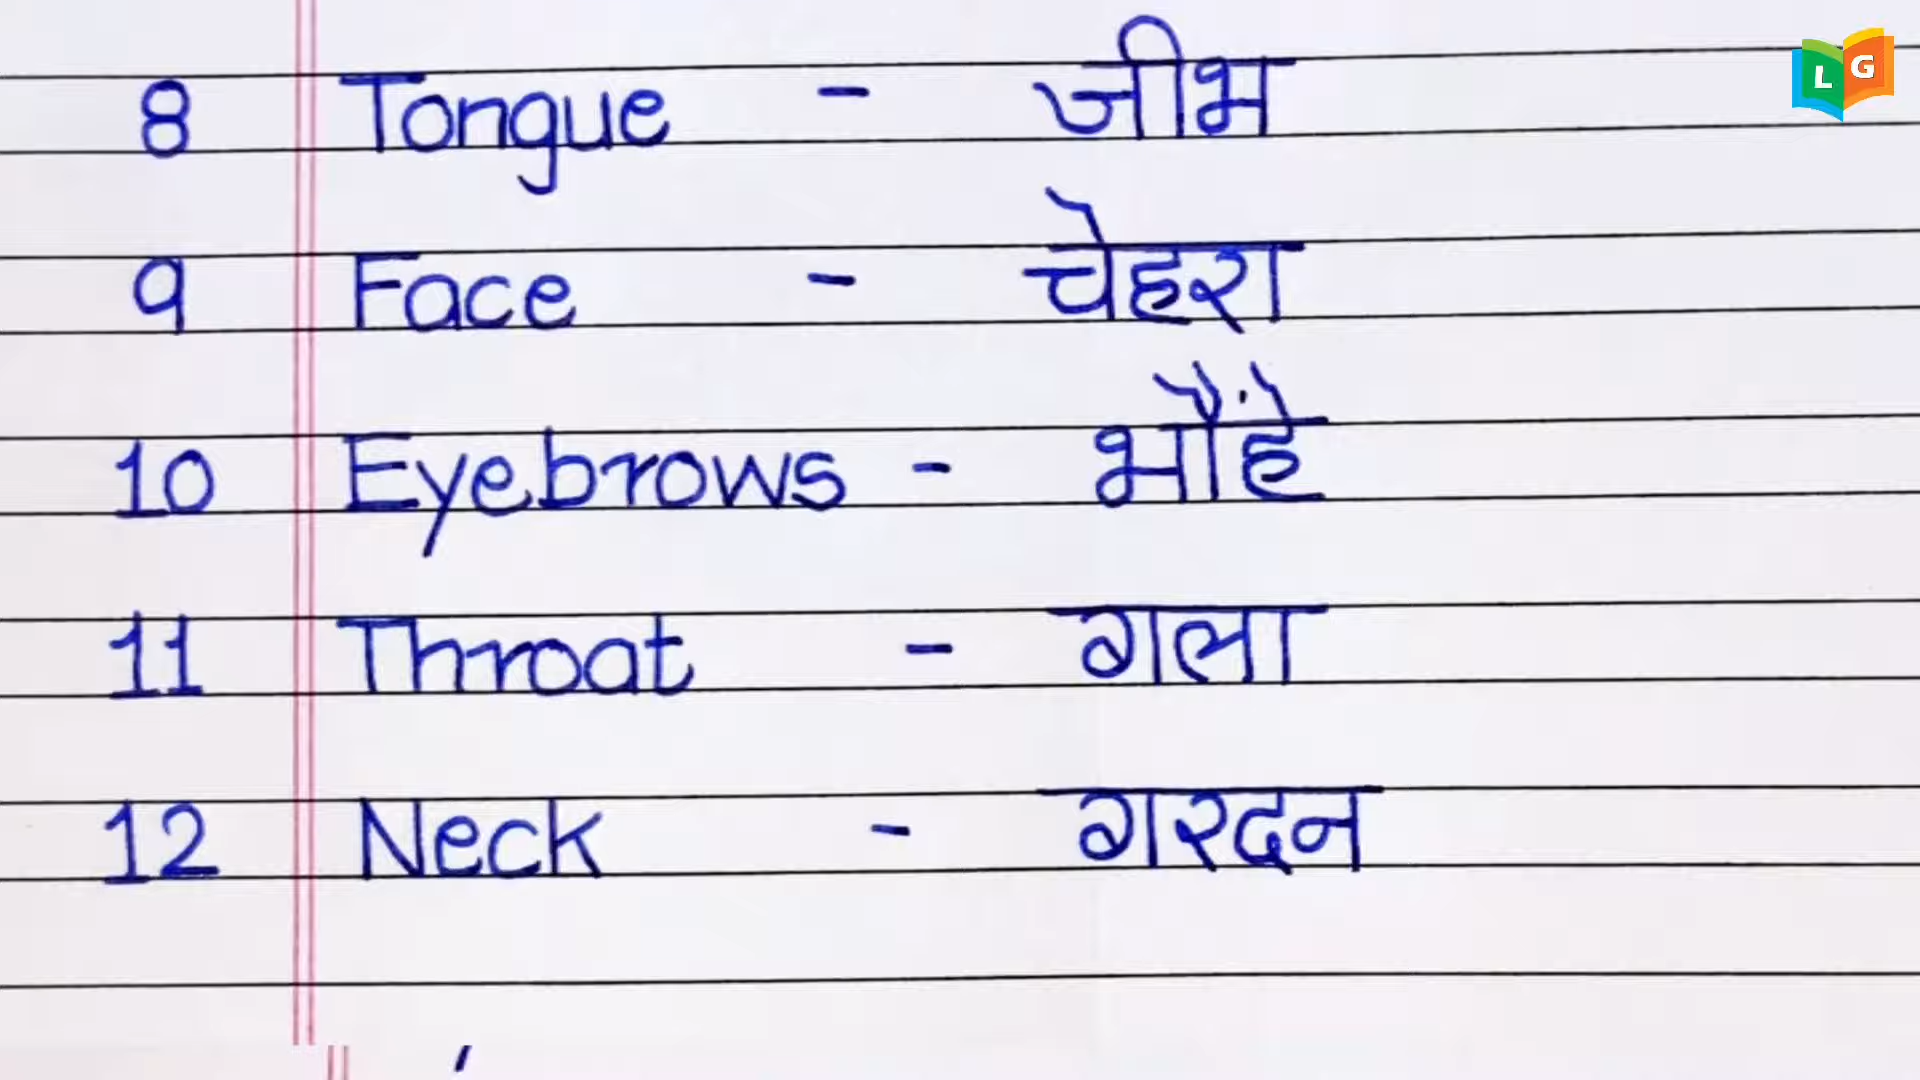 LG
8 Tongue - जीभ
9 Face - चेहरा
10 Eyebrows - भौंहे
11 Throat - गला
12 Neck - गरदन